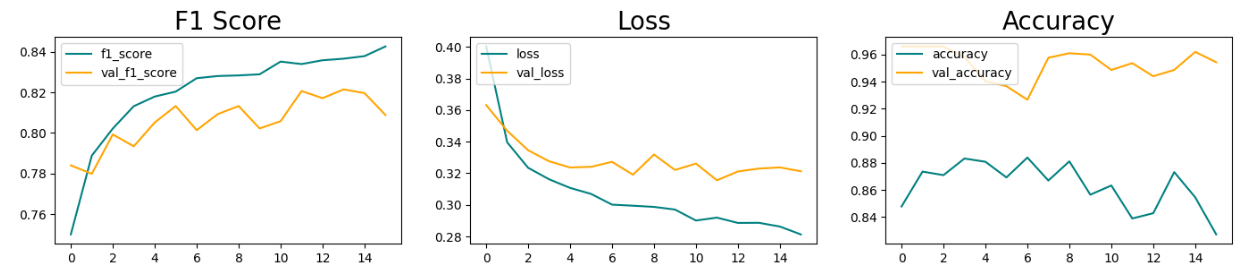 F1 Score
f1_score
val_f1_score
0.84
0.82
0.80
0.78
0.76
0 2 4 6 8 10 12 14
Loss
loss
val_loss
0.40
0.38
0.36
0.34
0.32
0.30
0.28
0 2 4 6 8 10 12 14
Accuracy
accuracy
val_accuracy
0.96
0.94
0.92
0.90
0.88
0.86
0.84
0 2 4 6 8 10 12 14